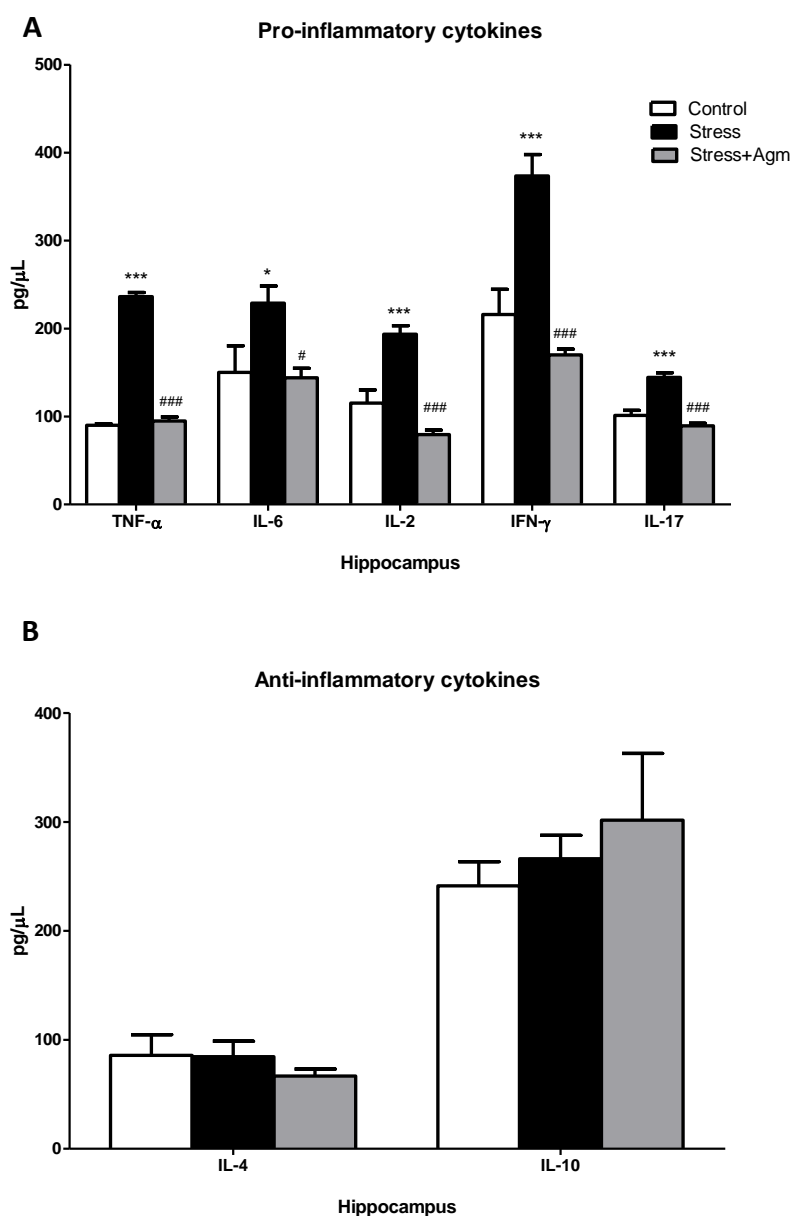 A
Pro-inflammatory cytokines
500
400
300
200
100
0
pg/μL
Control
Stress
Stress+Agm
***
###
*
#
***
###
***
###
***
###
TNF-α IL-6 IL-2 IFN-γ IL-17
Hippocampus
B
Anti-inflammatory cytokines
400
300
200
100
0
pg/μL
IL-4 IL-10
Hippocampus